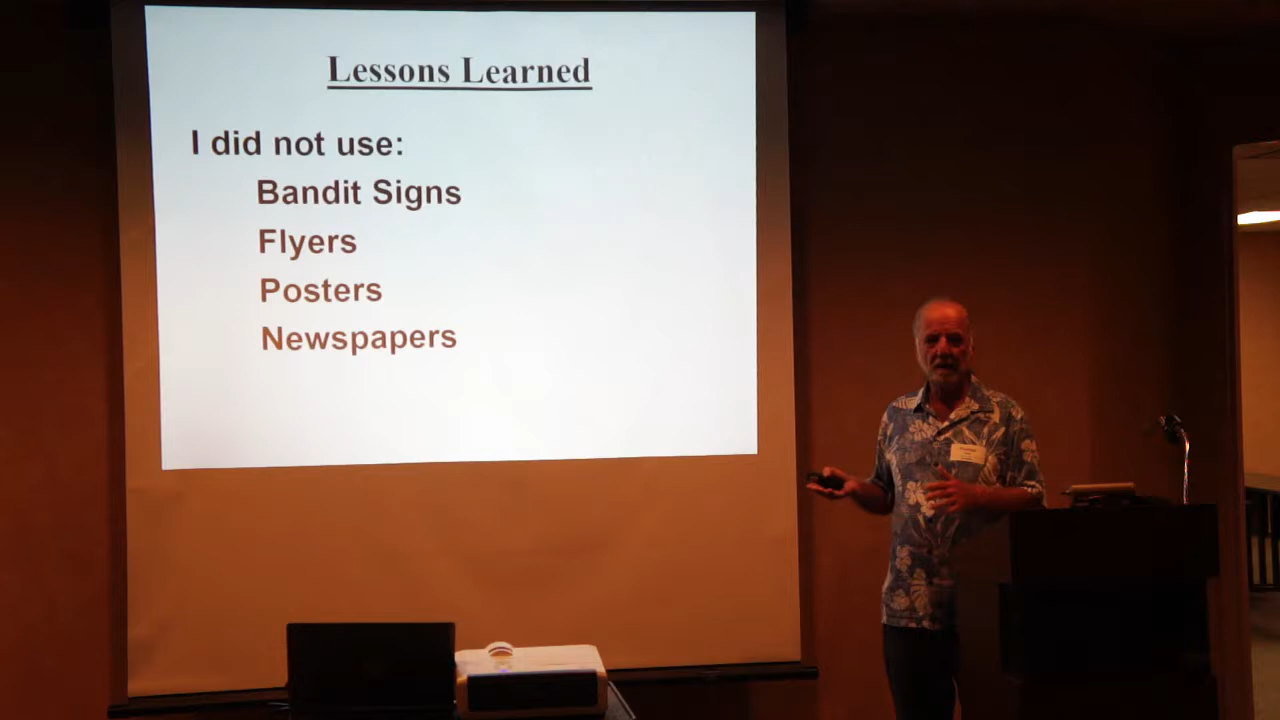 Lessons Learned
I did not use:
Bandit Signs
Flyers
Posters
Newspapers